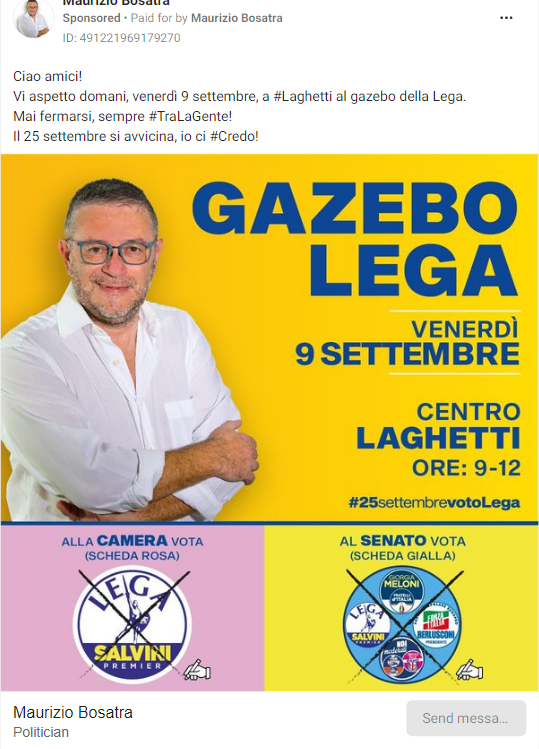 Maurizio Bosatra
Sponsored • Paid for by Maurizio Bosatra
ID: 491221969179270
Ciao amici!
Vi aspetto domani, venerdì 9 settembre, a #Laghetti al gazebo della Lega.
Mai fermarsi, sempre #TraLaGente!
Il 25 settembre si avvicina, io ci #Credo!
GAZEBO
LEGA
VENERDÌ
9 SETTEMBRE
CENTRO
LAGHETTI
ORE: 9-12
#25settembrevotoLega
ALLA CAMERA VOTA
(SCHEDA ROSA)
LEGA
SALVINI
PREMIER
AL SENATO VOTA
(SCHEDA GIALLA)
GIORGIA
MELONI
FRATELLI
d'ITALIA
LEGA
SALVINI
PREMIER
FORZA
ITALIA
BERLUSCONI
PRESIDENTE
NOI
moderati
Maurizio Bosatra
Politician
Send messa...